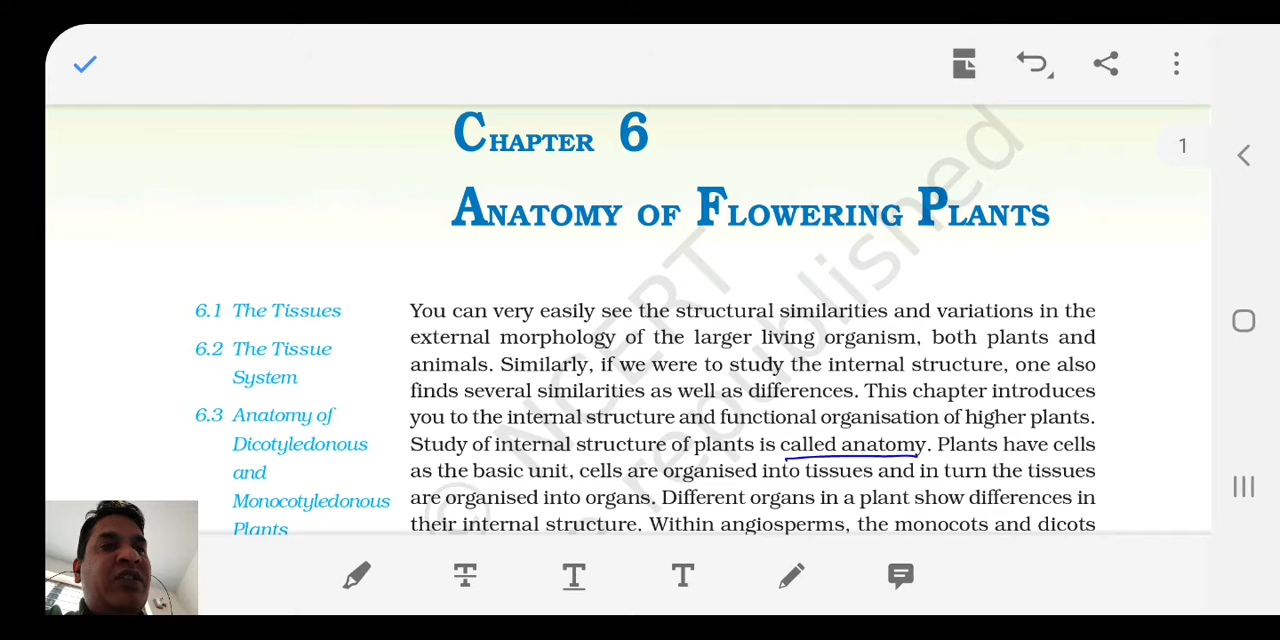 CHAPTER 6
1
ANATOMY OF FLOWERING PLANTS
6.1 The Tissues
6.2 The Tissue
System
6.3 Anatomy of
Dicotyledonous
and
Monocotyledonous
Plants
You can very easily see the structural similarities and variations in the
external morphology of the larger living organism, both plants and
animals. Similarly, if we were to study the internal structure, one also
finds several similarities as well as differences. This chapter introduces
you to the internal structure and functional organisation of higher plants.
Study of internal structure of plants is called anatomy. Plants have cells
as the basic unit, cells are organised into tissues and in turn the tissues
are organised into organs. Different organs in a plant show differences in
their internal structure. Within angiosperms, the monocots and dicots
© NCERT
republished
T
T
T